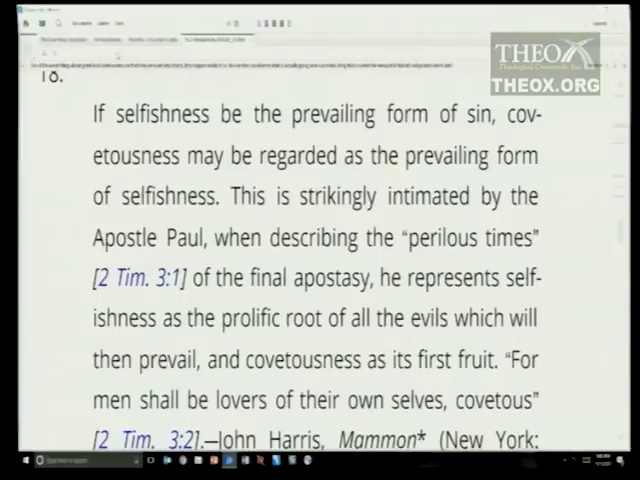 THEOX
Theological Crossroads, Inc.
THEOX.ORG
18.
If selfishness be the prevailing form of sin, cov-
etousness may be regarded as the prevailing form
of selfishness. This is strikingly intimated by the
Apostle Paul, when describing the “perilous times”
[2 Tim. 3:1] of the final apostasy, he represents self-
ishness as the prolific root of all the evils which will
then prevail, and covetousness as its first fruit. “For
men shall be lovers of their own selves, covetous”
[2 Tim. 3:2].—John Harris, Mammon* (New York: